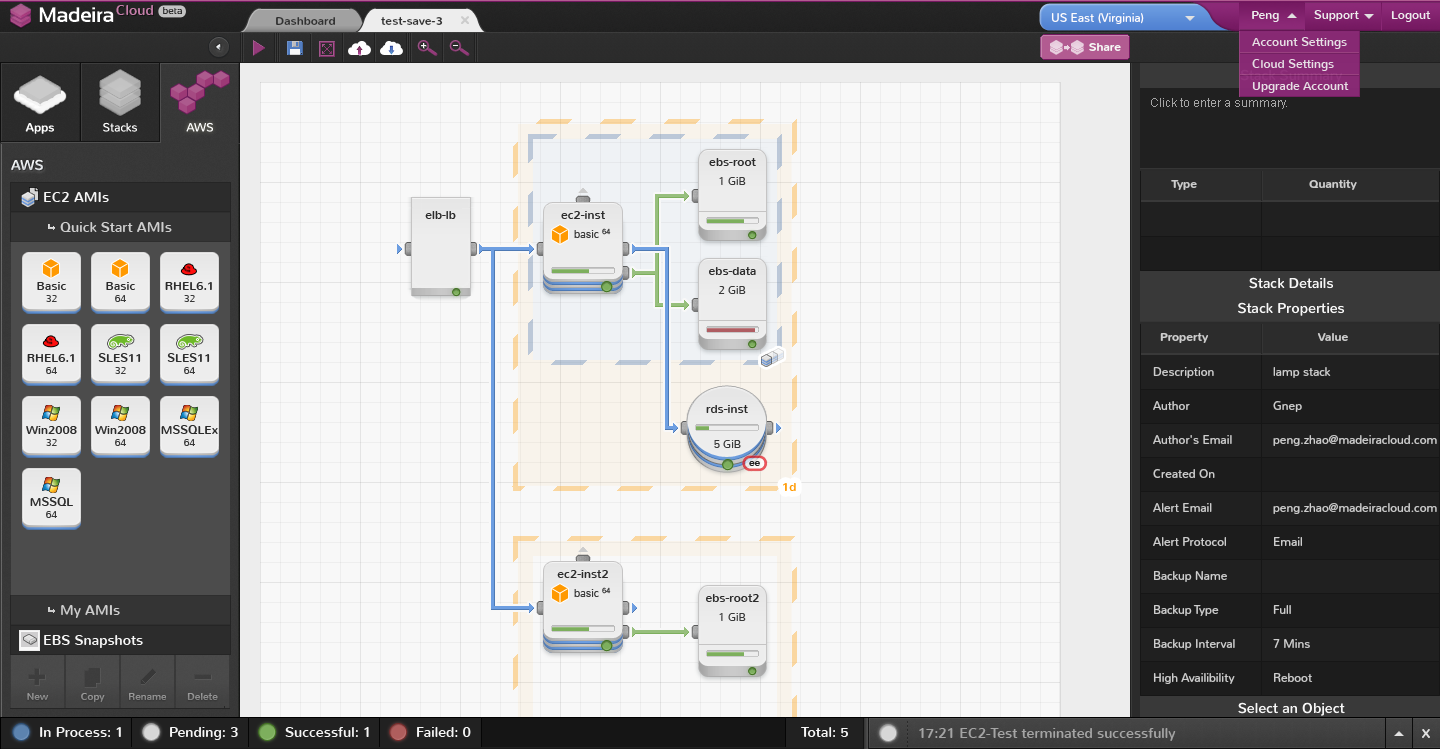 MadeiraCloud beta
Dashboard
test-save-3
US East (Virginia)
Peng
Support
Logout
Account Settings
Cloud Settings
Upgrade Account
Share
Apps
Stacks
AWS
AWS
EC2 AMIs
Quick Start AMIs
Basic
32
Basic
64
RHEL6.1
32
RHEL6.1
64
SLES11
32
SLES11
64
Win2008
32
Win2008
64
MSSQLEx
64
MSSQL
64
My AMIs
EBS Snapshots
New
Copy
Rename
Delete
elb-lb
ec2-inst
basic 64
ebs-root
1 GiB
ebs-data
2 GiB
rds-inst
5 GiB
ee
1d
ec2-inst2
basic 64
ebs-root2
1 GiB
Click to enter a summary.
Type Quantity
Stack Details
Stack Properties
Property Value
Description lamp stack
Author Gnep
Author's Email peng.zhao@madeiracloud.com
Created On
Alert Email peng.zhao@madeiracloud.com
Alert Protocol Email
Backup Name
Backup Type Full
Backup Interval 7 Mins
High Availibility Reboot
Select an Object
In Process: 1
Pending: 3
Successful: 1
Failed: 0
Total: 5
17:21 EC2-Test terminated successfully
X